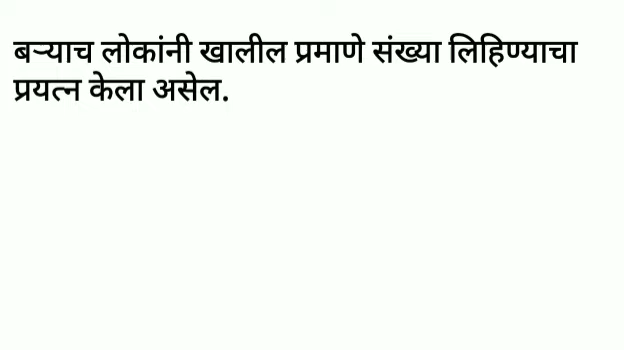 बऱ्याच लोकांनी खालील प्रमाणे संख्या लिहिण्याचा
प्रयत्न केला असेल.